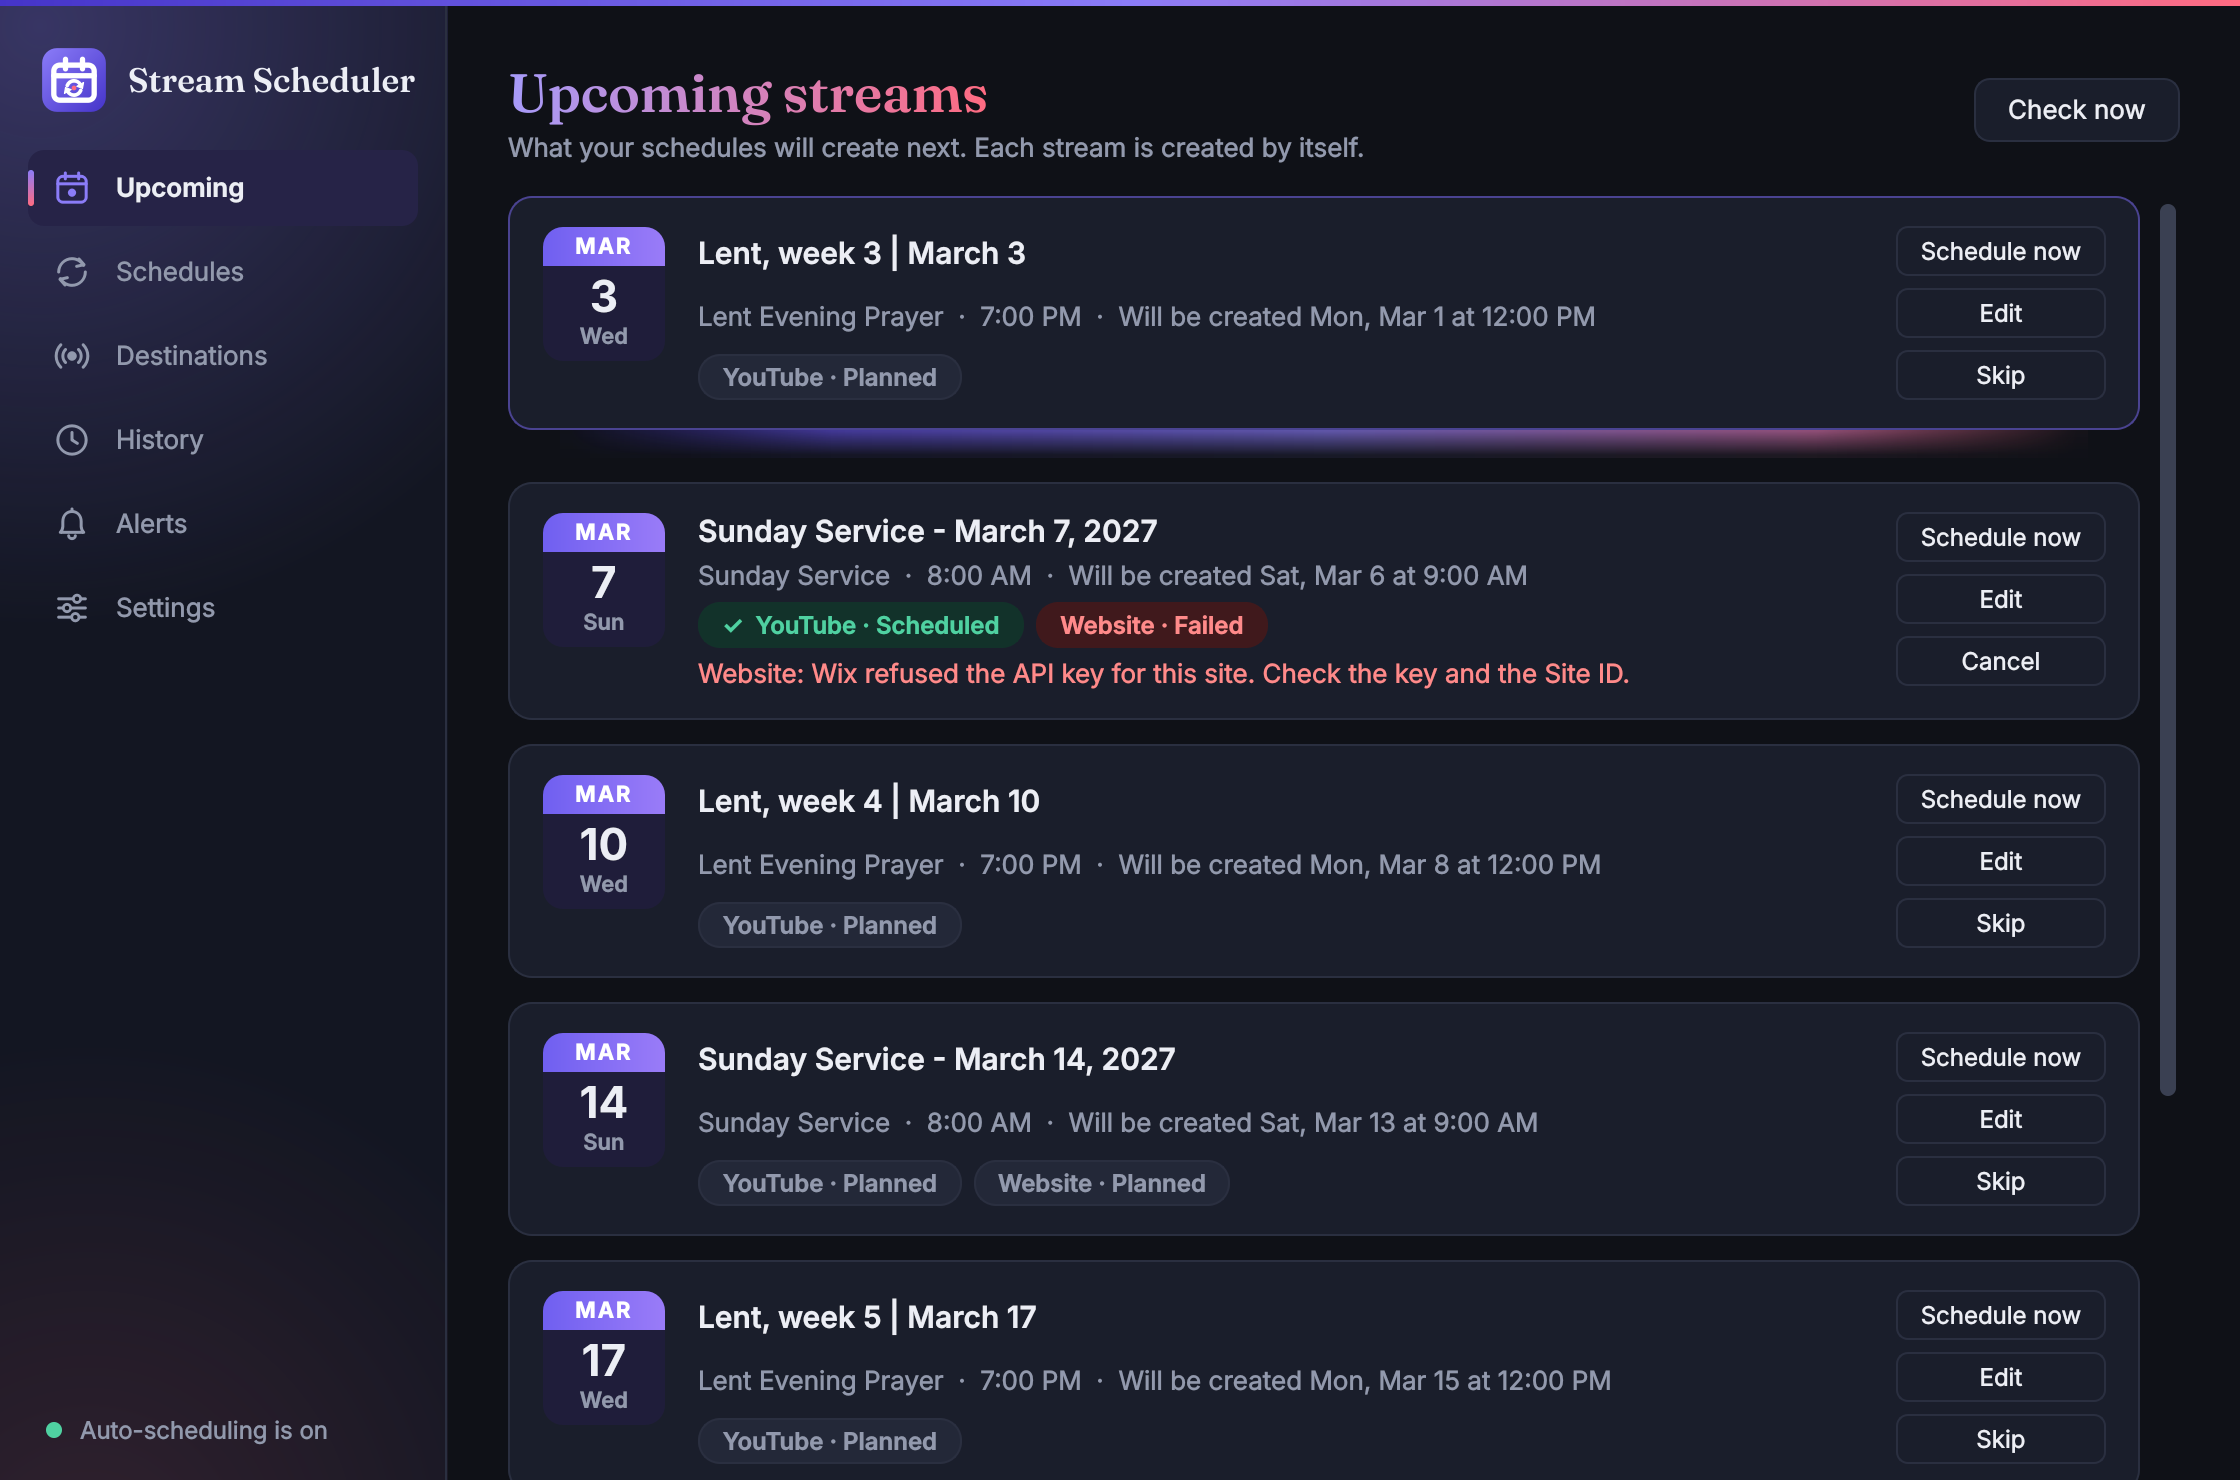 Stream Scheduler
Upcoming
Schedules
Destinations
History
Alerts
Settings
Auto-scheduling is on
Upcoming streams
What your schedules will create next. Each stream is created by itself.
Check now
MAR
3
Wed
Lent, week 3 | March 3
Lent Evening Prayer · 7:00 PM · Will be created Mon, Mar 1 at 12:00 PM
YouTube · Planned
Schedule now
Edit
Skip
MAR
7
Sun
Sunday Service - March 7, 2027
Sunday Service · 8:00 AM · Will be created Sat, Mar 6 at 9:00 AM
✓ YouTube · Scheduled Website · Failed
Website: Wix refused the API key for this site. Check the key and the Site ID.
Schedule now
Edit
Cancel
MAR
10
Wed
Lent, week 4 | March 10
Lent Evening Prayer · 7:00 PM · Will be created Mon, Mar 8 at 12:00 PM
YouTube · Planned
Schedule now
Edit
Skip
MAR
14
Sun
Sunday Service - March 14, 2027
Sunday Service · 8:00 AM · Will be created Sat, Mar 13 at 9:00 AM
YouTube · Planned Website · Planned
Schedule now
Edit
Skip
MAR
17
Wed
Lent, week 5 | March 17
Lent Evening Prayer · 7:00 PM · Will be created Mon, Mar 15 at 12:00 PM
YouTube · Planned
Schedule now
Edit
Skip